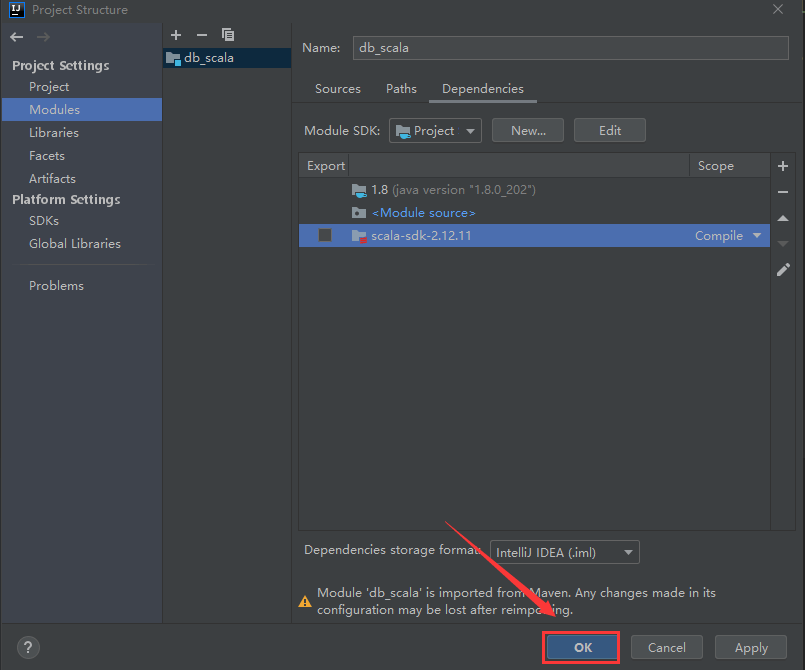 Project Structure
Project Settings
Project
Modules
Libraries
Facets
Artifacts
Platform Settings
SDKs
Global Libraries
Problems
db_scala
Name: db_scala
Sources Paths Dependencies
Module SDK: Project New... Edit
Export Scope
1.8 (java version "1.8.0_202")
<Module source>
scala-sdk-2.12.11 Compile
Dependencies storage format: IntelliJ IDEA (.iml)
Module 'db_scala' is imported from Maven. Any changes made in its
configuration may be lost after reimporting.
? OK Cancel Apply